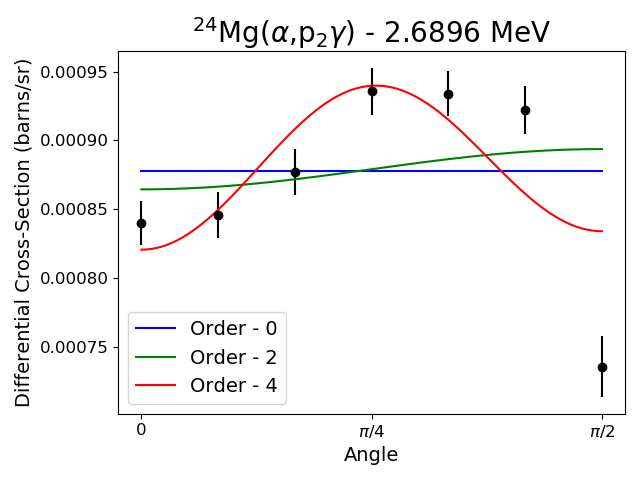 ²⁴Mg(α,p₂γ) - 2.6896 MeV
Differential Cross-Section (barns/sr)
0.00095
0.00090
0.00085
0.00080
0.00075
Order - 0
Order - 2
Order - 4
0
π/4
π/2
Angle